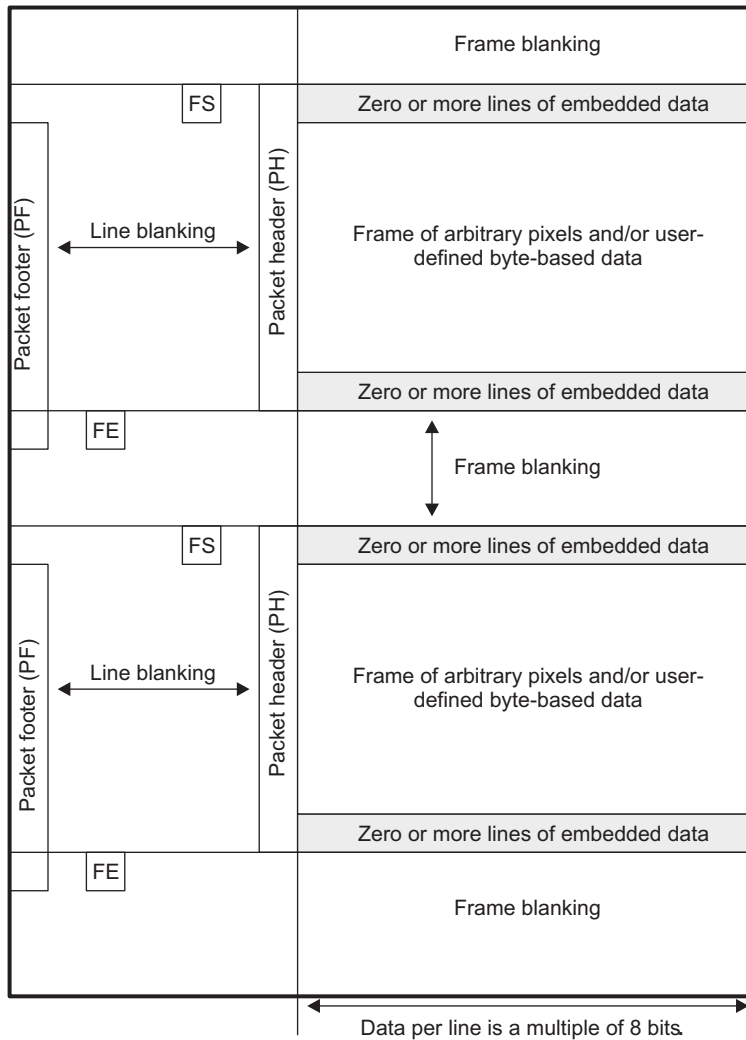 Frame blanking
FS
Zero or more lines of embedded data
Packet footer (PF)
Line blanking
Packet header (PH)
Frame of arbitrary pixels and/or user-
defined byte-based data
Zero or more lines of embedded data
FE
Frame blanking
FS
Zero or more lines of embedded data
Packet footer (PF)
Line blanking
Packet header (PH)
Frame of arbitrary pixels and/or user-
defined byte-based data
Zero or more lines of embedded data
FE
Frame blanking
Data per line is a multiple of 8 bits.